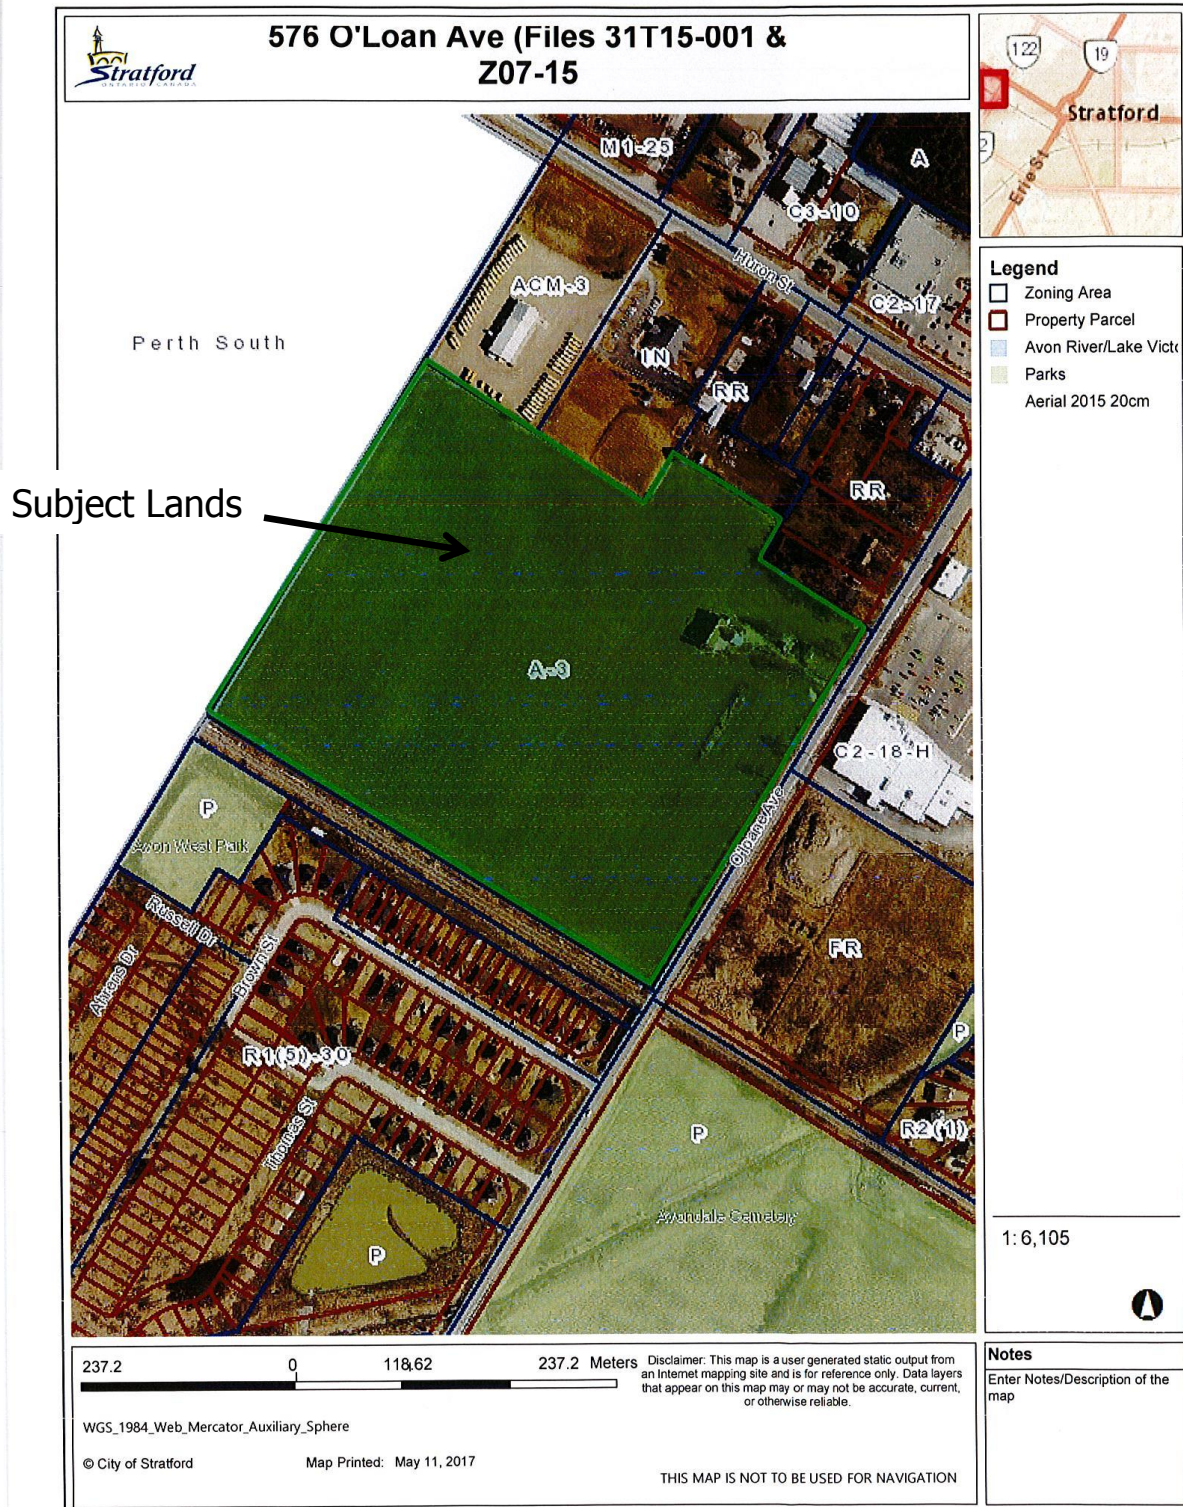 576 O'Loan Ave (Files 31T15-001 &
Z07-15
Stratford
ONTARIO CANADA
122
19
Stratford
2
Erie St
Legend
Zoning Area
Property Parcel
Avon River/Lake Victo
Parks
Aerial 2015 20cm
M1-25
A
C3-10
Huron St
ACM-3
C2-17
Perth South
IN
RR
RR
Subject Lands
A-3
C2-18-H
P
Avon West Park
O'loane Ave
Russell Dr
Brown St
Ahrens Dr
FR
P
R1(5)-30
R2(1)
Thomas St
P
Avondale Cemetery
P
1: 6,105
237.2 0 118.62 237.2 Meters
Disclaimer: This map is a user generated static output from
an Internet mapping site and is for reference only. Data layers
that appear on this map may or may not be accurate, current,
or otherwise reliable.
WGS_1984_Web_Mercator_Auxiliary_Sphere
© City of Stratford
Map Printed: May 11, 2017
THIS MAP IS NOT TO BE USED FOR NAVIGATION
Notes
Enter Notes/Description of the
map